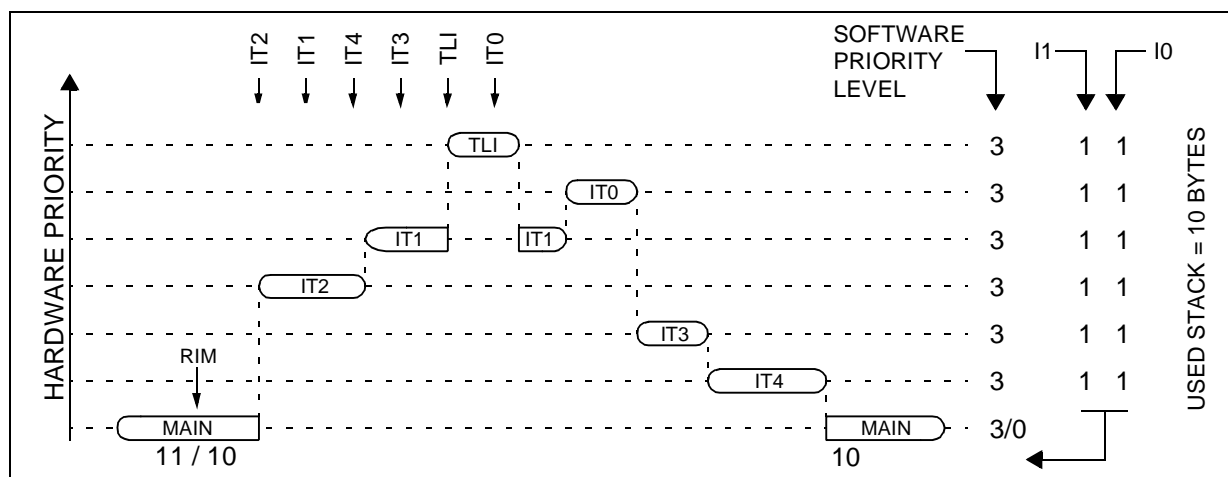 IT2
IT1
IT4
IT3
TLI
IT0
SOFTWARE
PRIORITY
LEVEL
I1
I0
HARDWARE PRIORITY
TLI
3
1 1
IT0
3
1 1
IT1
IT1
3
1 1
IT2
3
1 1
IT3
3
1 1
RIM
IT4
3
1 1
MAIN
MAIN
3/0
11 / 10
10
USED STACK = 10 BYTES